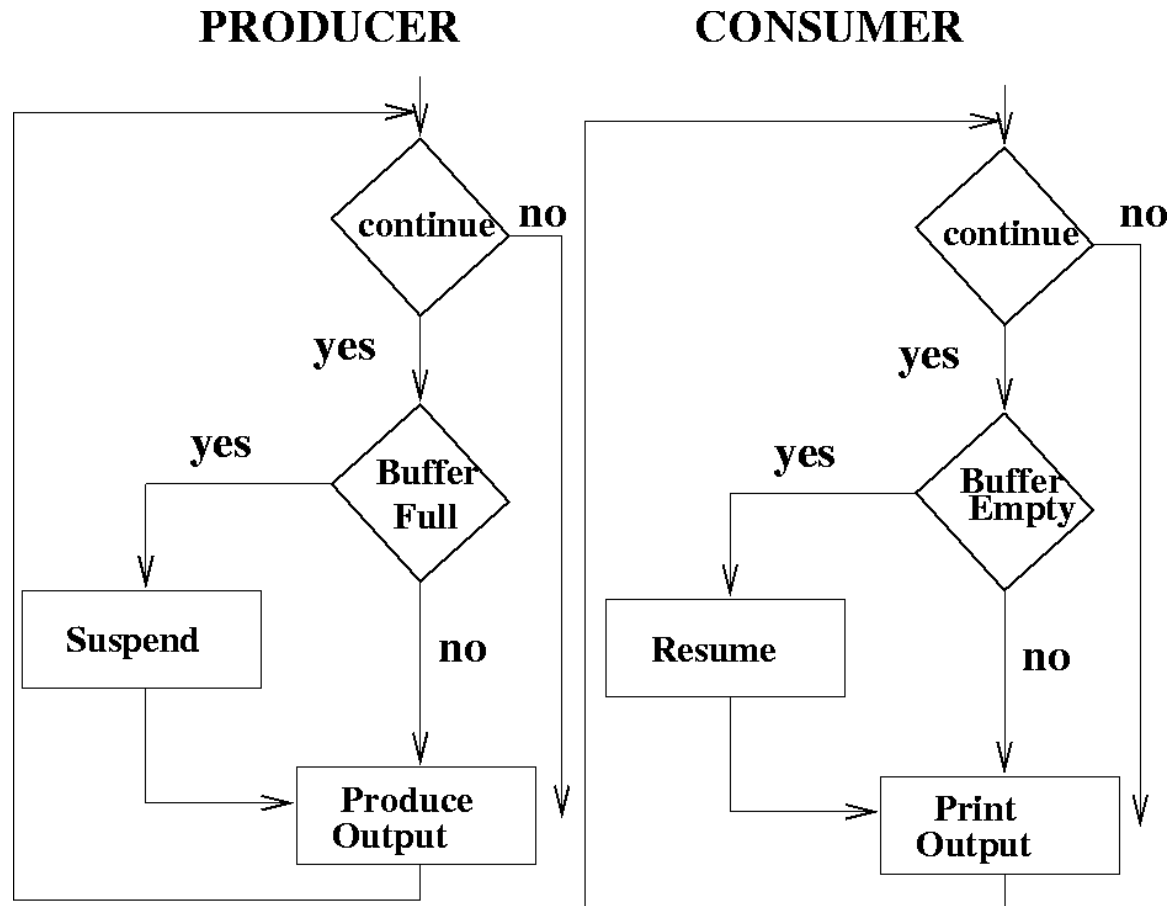 PRODUCER
continue
no
yes
yes
Buffer
Full
Suspend
no
Produce
Output
CONSUMER
continue
no
yes
yes
Buffer
Empty
Resume
no
Print
Output